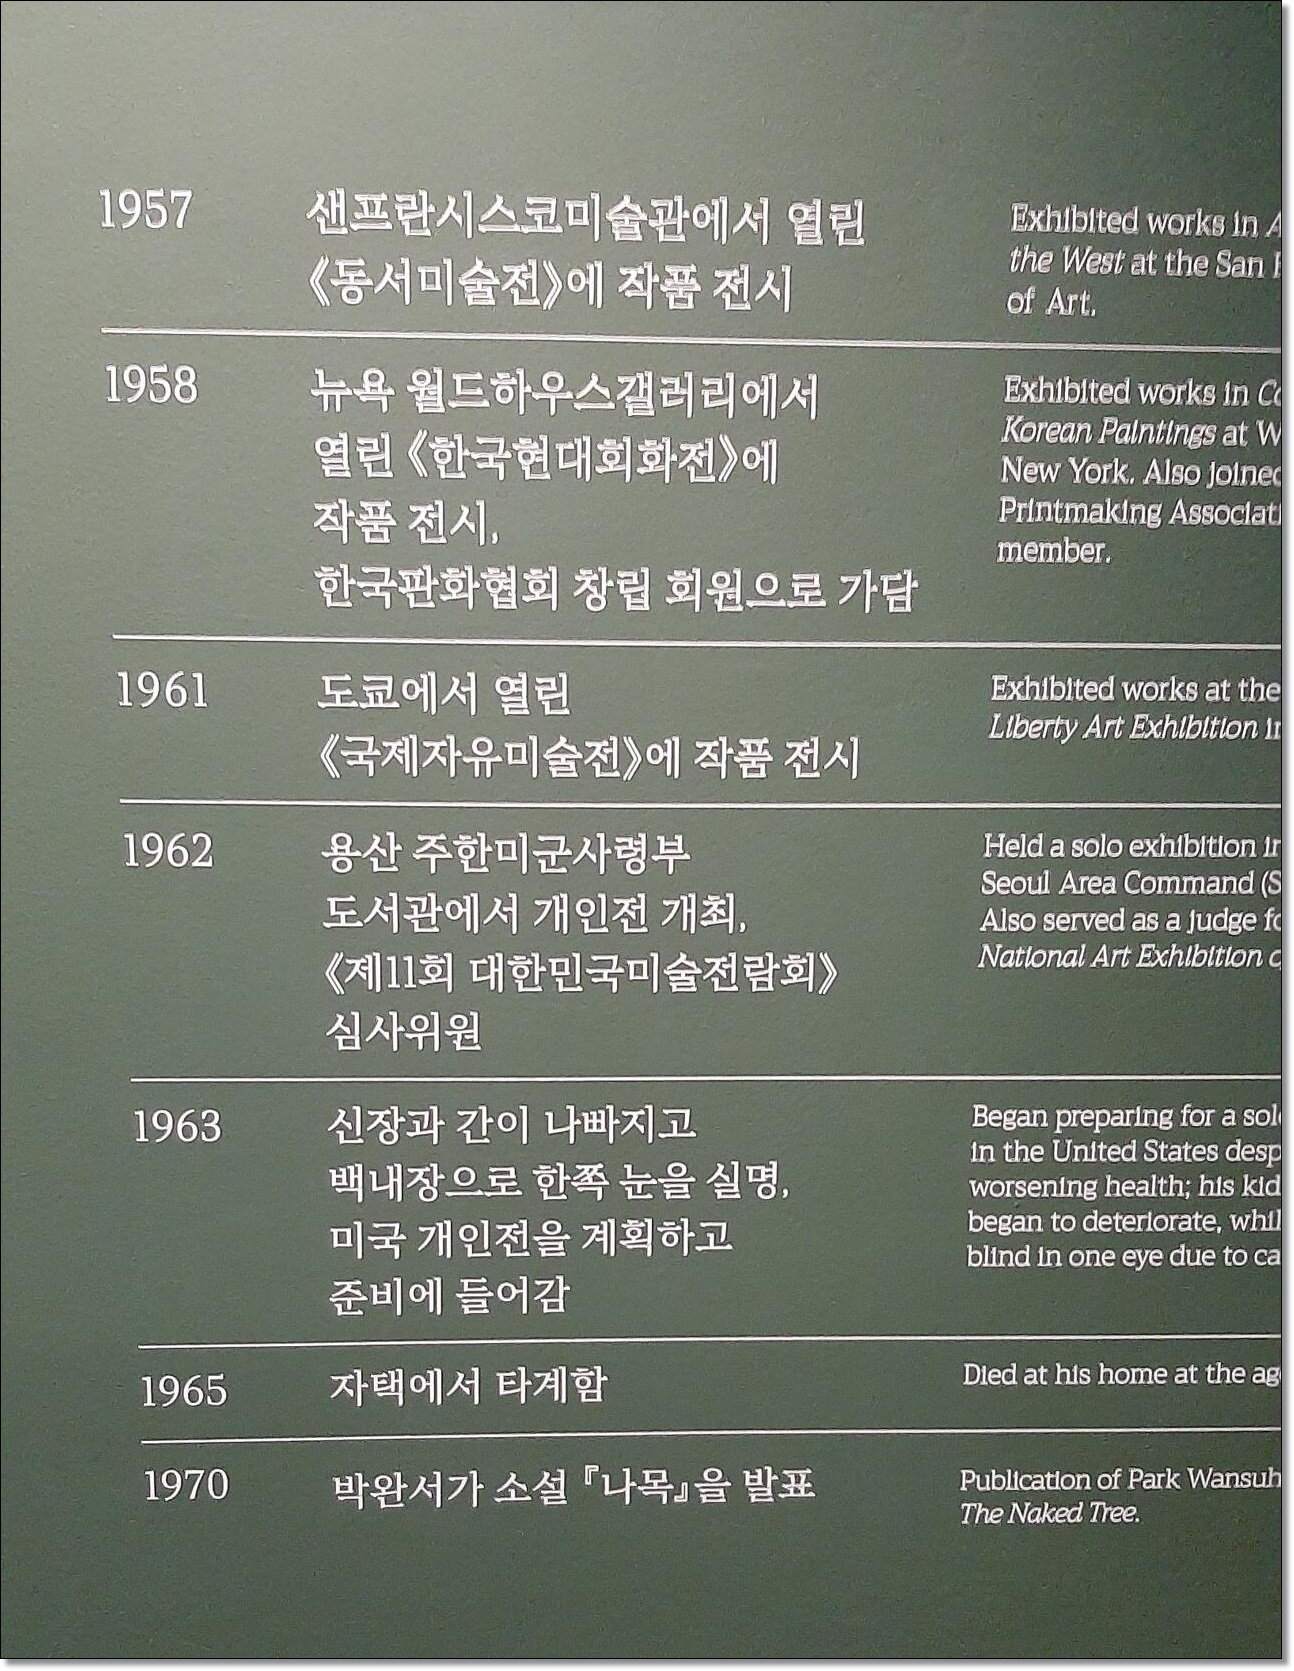 1957
샌프란시스코미술관에서 열린
《동서미술전》에 작품 전시
Exhibited works in
the West at the San
of Art.
1958
뉴욕 월드하우스갤러리에서
열린 《한국현대회화전》에
작품 전시,
한국판화협회 창립 회원으로 가담
Exhibited works in
Korean Paintings at
New York. Also joined
Printmaking
member.
1961
도쿄에서 열린
《국제자유미술전》에 작품 전시
Exhibited works at the
Liberty Art Exhibition
1962
용산 주한미군사령부
도서관에서 개인전 개최,
《제11회 대한민국미술전람회》
심사위원
Held a solo exhibition
Seoul Area Command
Also served as a judge
National Art Exhibition
1963
신장과 간이 나빠지고
백내장으로 한쪽 눈을 실명,
미국 개인전을 계획하고
준비에 들어감
Began preparing for a
in the United States
worsening health; his
began to deteriorate,
blind in one eye due to
1965
자택에서 타계함
Died at his home at the
1970
박완서가 소설 『나목』을 발표
Publication of Park Wansuh
The Naked Tree.